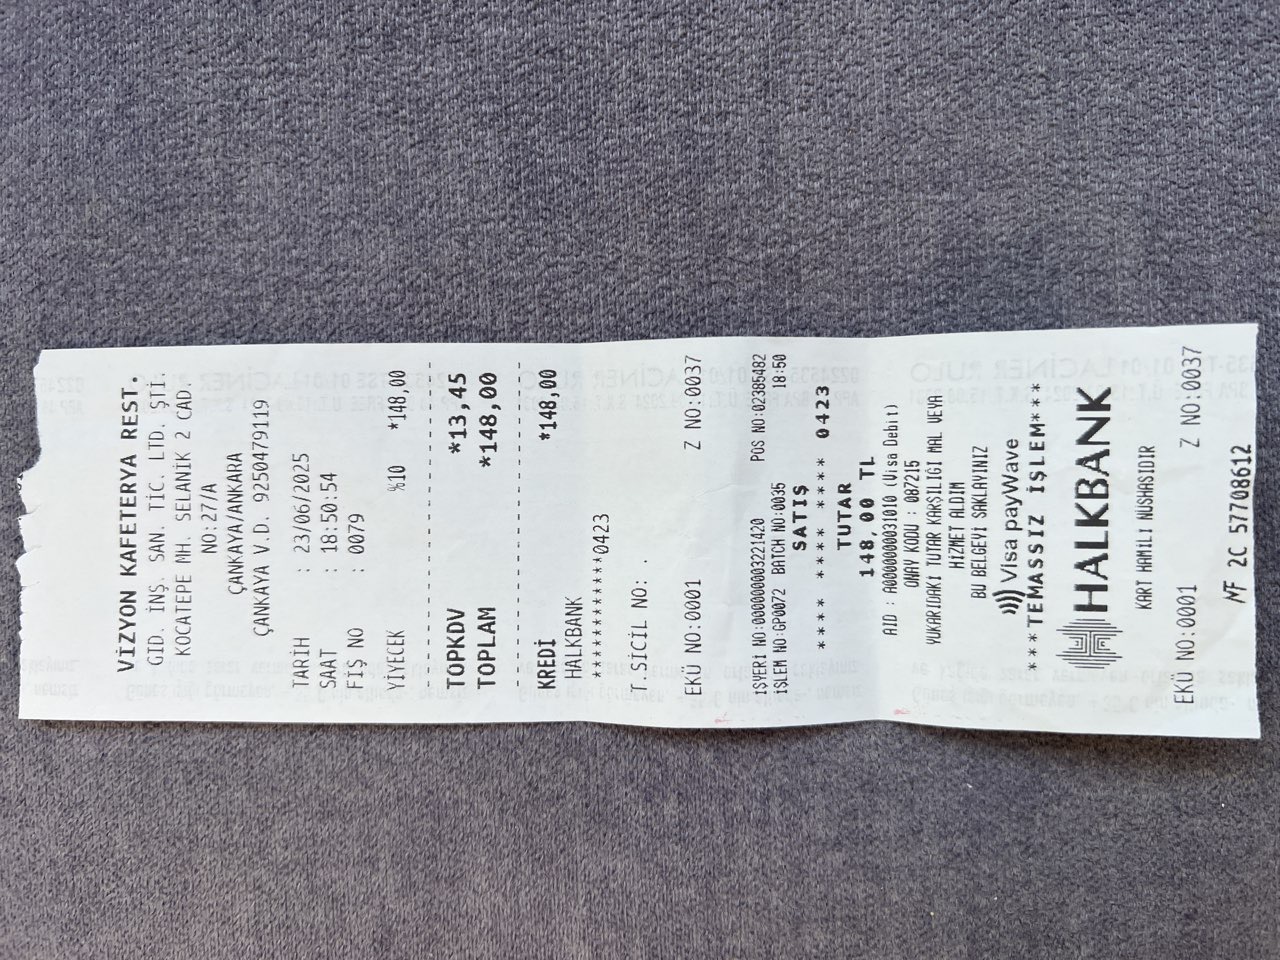 VİZYON KAFETERYA REST.
GID. İNŞ. SAN. TİC. LTD. ŞTİ.
KOCATEPE MH. SELANİK 2 CAD.
NO:27/A
ÇANKAYA/ANKARA
ÇANKAYA V.D. 9250479119
TARİH : 23/06/2025
SAAT : 18:50:54
FİŞ NO : 0079
YİYECEK %10 *148,00
TOPKDV *13,45
TOPLAM *148,00
KREDİ *148,00
HALKBANK
************0423
T.SİCİL NO: .
EKÜ NO:0001 Z NO:0037
İŞYERİ NO:000000003221420 POS NO:02385482
İŞLEM NO:GP0072 BATCH NO:0035 18:50
SATIŞ
**** **** **** 0423
TUTAR
148,00 TL
AID : A0000000031010 (Visa Debit)
ONAY KODU : 087215
YUKARIDAKİ TUTAR KARŞILIĞI MAL VEYA
HİZMET ALDIM
BU BELGEYİ SAKLAYINIZ
Visa payWave
***TEMASSIZ İŞLEM***
HALKBANK
KART HAMİLİ NUSHASIDIR
EKÜ NO:0001 Z NO:0037
MF 2C 57708612